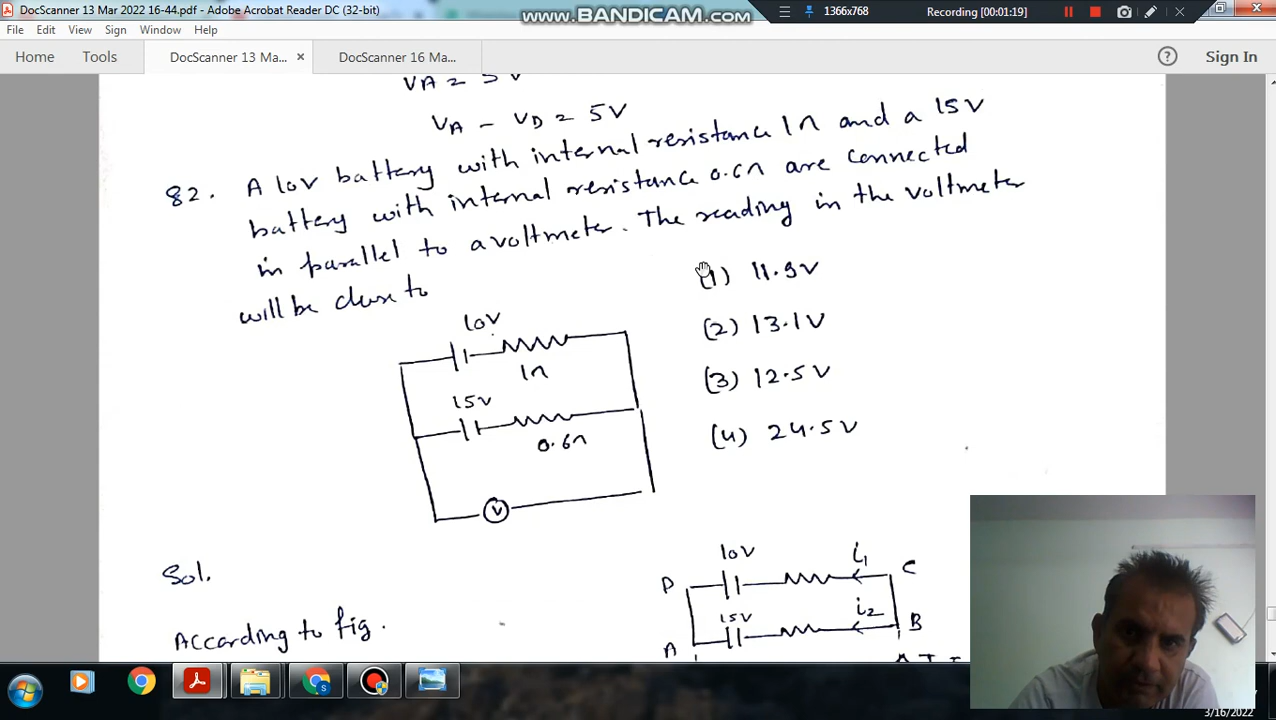 DocScanner 13 Mar 2022 16-44.pdf - Adobe Acrobat Reader DC (32-bit)
www.BANDICAM.com
1366x768
Recording [00:01:19]
File Edit View Sign Window Help
Home Tools DocScanner 13 Ma... × DocScanner 16 Ma... ? Sign In
VA = 5 V
VA - VD = 5V
82. A 10V battery with internal resistance 1Ω and a 15V
battery with internal resistance 0.6Ω are connected
in parallel to a voltmeter. The reading in the voltmeter
will be close to
(1) 11.9V
(2) 13.1V
(3) 12.5V
(4) 24.5V
10V
1Ω
15V
0.6Ω
V
Sol.
According to fig.
10V
i1
D
C
15V
i2
A
B
3/16/2022